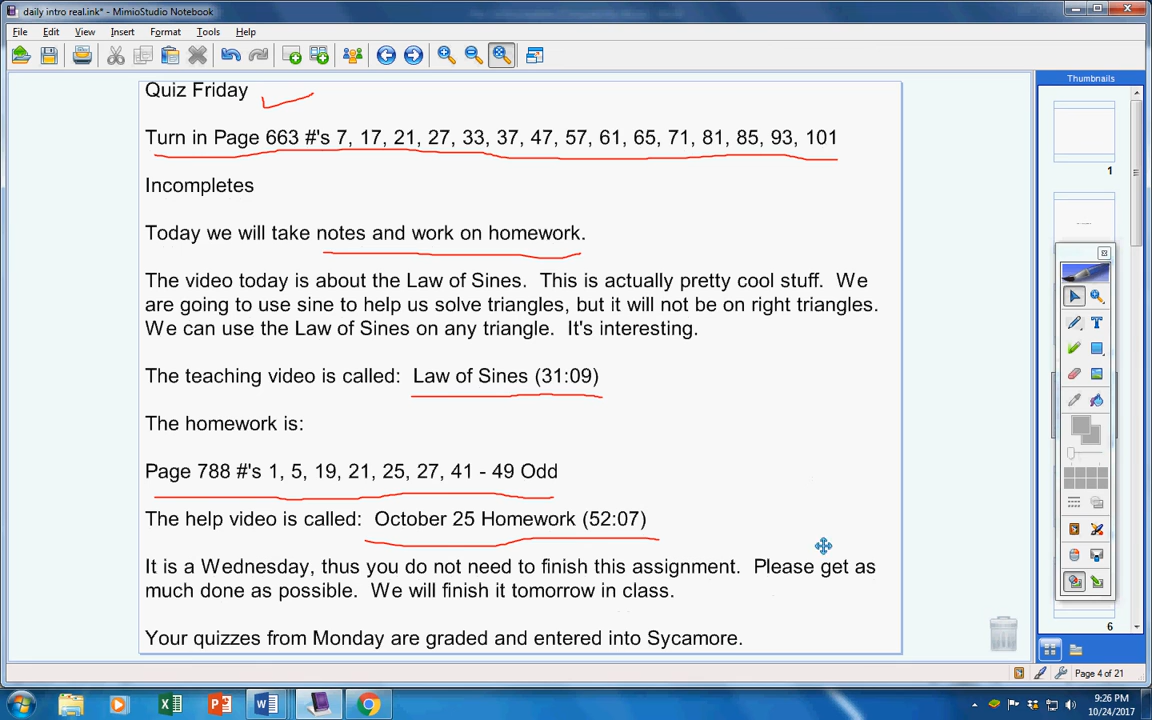 daily intro real.ink* - MimioStudio Notebook
File Edit View Insert Format Tools Help
Quiz Friday
Turn in Page 663 #'s 7, 17, 21, 27, 33, 37, 47, 57, 61, 65, 71, 81, 85, 93, 101
Incompletes
Today we will take notes and work on homework.
The video today is about the Law of Sines.  This is actually pretty cool stuff.  We
are going to use sine to help us solve triangles, but it will not be on right triangles.
We can use the Law of Sines on any triangle.  It's interesting.
The teaching video is called:  Law of Sines (31:09)
The homework is:
Page 788 #'s 1, 5, 19, 21, 25, 27, 41 - 49 Odd
The help video is called:  October 25 Homework (52:07)
It is a Wednesday, thus you do not need to finish this assignment.  Please get as
much done as possible.  We will finish it tomorrow in class.
Your quizzes from Monday are graded and entered into Sycamore.
Thumbnails
1
6
Page 4 of 21
9:26 PM
10/24/2017